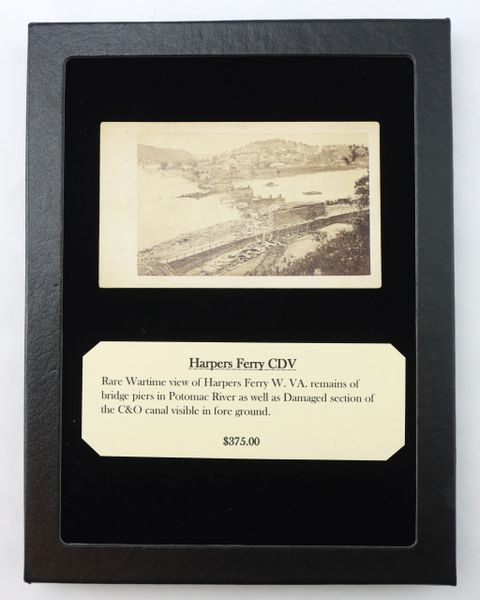 Harpers Ferry CDV
Rare Wartime view of Harpers Ferry W. VA. remains of
bridge piers in Potomac River as well as Damaged section of
the C&O canal visible in fore ground.
$375.00